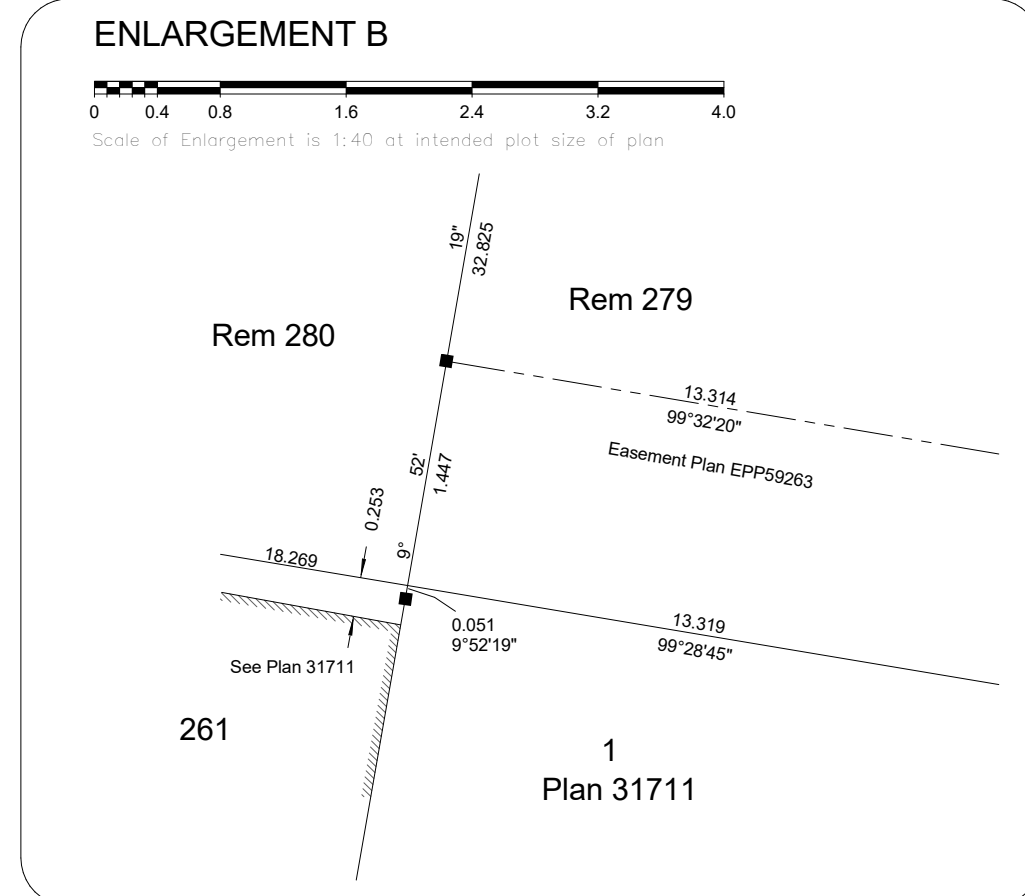 ENLARGEMENT B
0 0.4 0.8 1.6 2.4 3.2 4.0
Scale of Enlargement is 1:40 at intended plot size of plan
19"
32.825
Rem 279
Rem 280
13.314
99°32'20"
Easement Plan EPP59263
52'
1.447
0.253
9°
18.269
0.051
9°52'19"
13.319
99°28'45"
See Plan 31711
261
1
Plan 31711